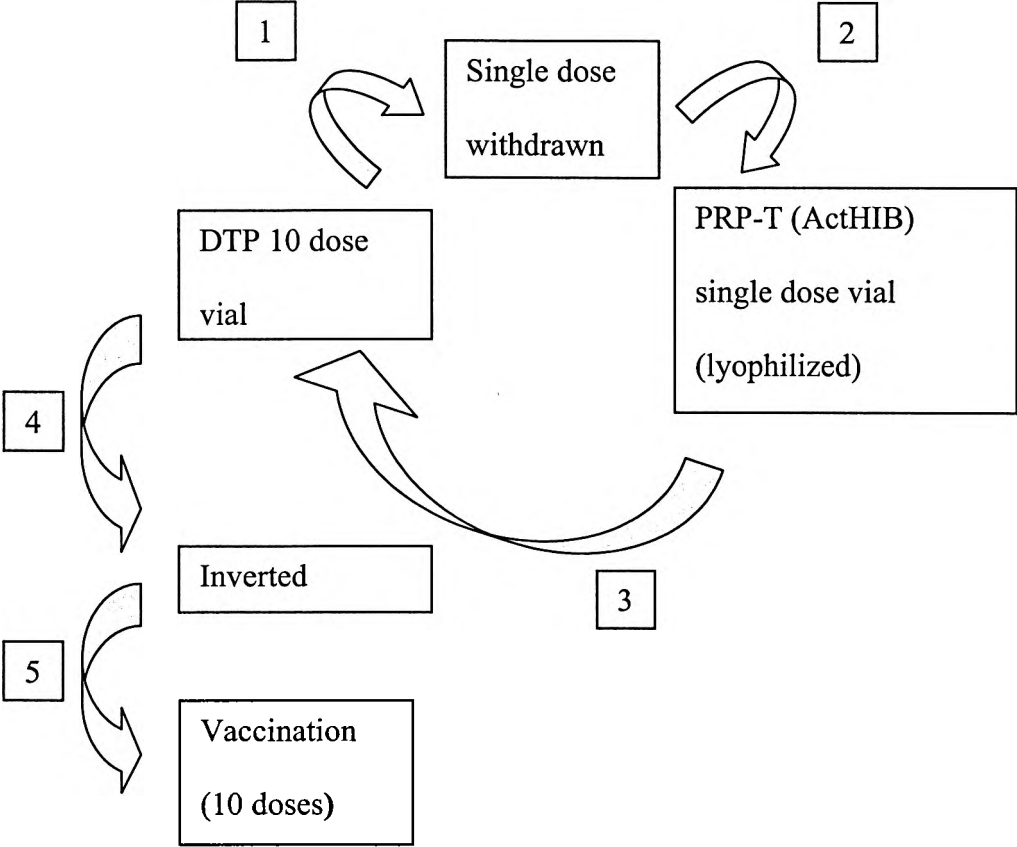 1
2
Single dose
withdrawn
PRP-T (ActHIB)
single dose vial
(lyophilized)
DTP 10 dose
vial
4
Inverted
3
5
Vaccination
(10 doses)